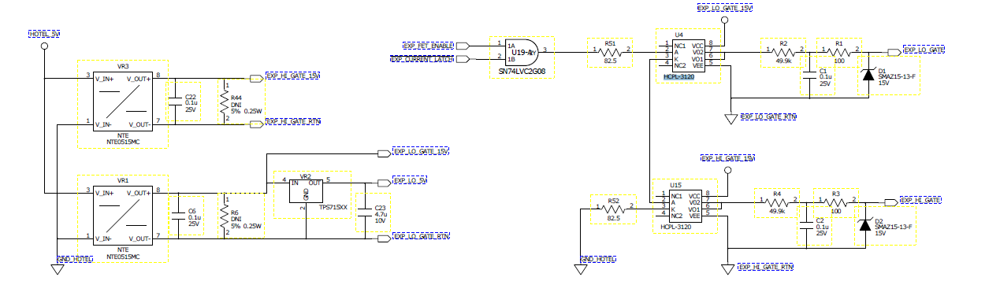 HOTEL_5V
VR3
3 V_IN+ V_OUT+ 8
1 V_IN- V_OUT- 7
NTE
NTE0515MC
C22
0.1u
25V
1
R44
DNI
5% 0.25W
2
EXP_HI_GATE_15V
EXP_HI_GATE_RTN
VR1
3 V_IN+ V_OUT+ 8
1 V_IN- V_OUT- 7
NTE
NTE0515MC
GND_HOTEL
C6
0.1u
25V
1
R6
DNI
5% 0.25W
2
VR2
4 IN OUT 5
GND
2
TPS715XX
C23
4.7u
10V
EXP_LO_GATE_15V
EXP_LO_5V
EXP_LO_GATE_RTN
EXP_FET_ENABLE
EXP_CURRENT_LATCH
1 1A
2 1B
U19-A
1Y 3
SN74LVC2G08
R51
1 2
82.5
EXP_LO_GATE_15V
U4
1 NC1 VCC 8
2 A VO2 7
3 K VO1 6
4 NC2 VEE 5
HCPL-3120
R2
1 2
49.9k
R1
1 2
100
C1
0.1u
25V
D1
SMAZ15-13-F
15V
EXP_LO_GATE
EXP_LO_GATE_RTN
EXP_HI_GATE_15V
R52
1 2
82.5
GND_HOTEL
U15
1 NC1 VCC 8
2 A VO2 7
3 K VO1 6
4 NC2 VEE 5
HCPL-3120
R4
1 2
49.9k
R3
1 2
100
C2
0.1u
25V
D2
SMAZ15-13-F
15V
EXP_HI_GATE
EXP_HI_GATE_RTN